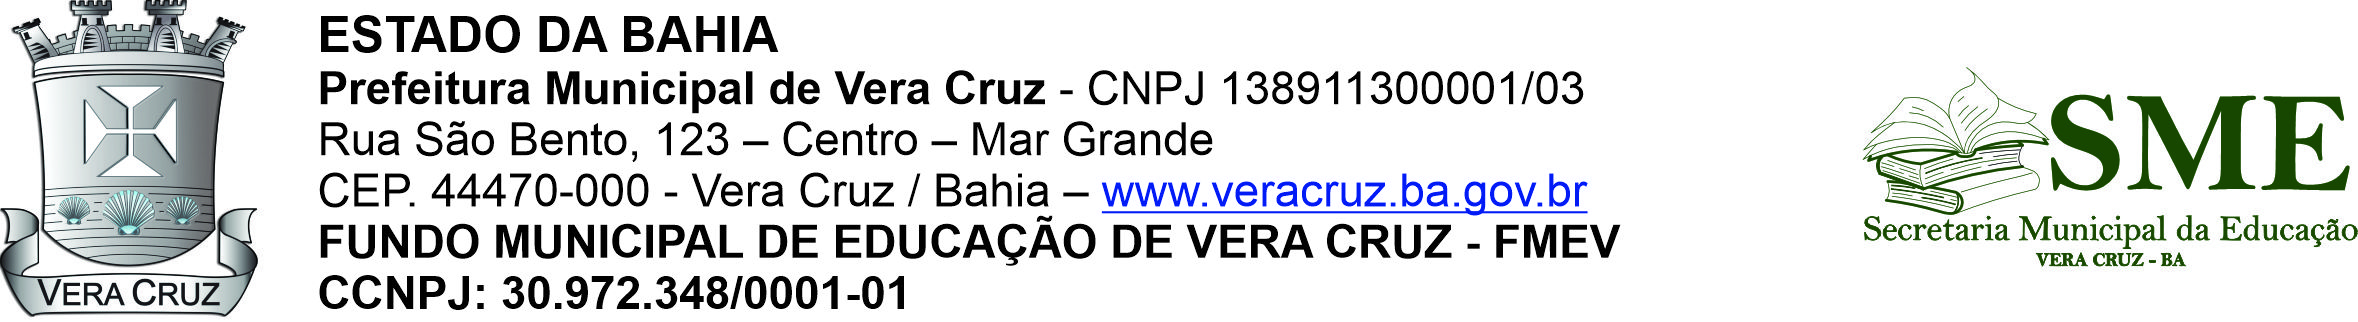 ESTADO DA BAHIA
Prefeitura Municipal de Vera Cruz - CNPJ 138911300001/03
Rua São Bento, 123 – Centro – Mar Grande
CEP. 44470-000 - Vera Cruz / Bahia – www.veracruz.ba.gov.br
FUNDO MUNICIPAL DE EDUCAÇÃO DE VERA CRUZ - FMEV
CCNPJ: 30.972.348/0001-01
VERA CRUZ
SME
Secretaria Municipal da Educação
VERA CRUZ - BA